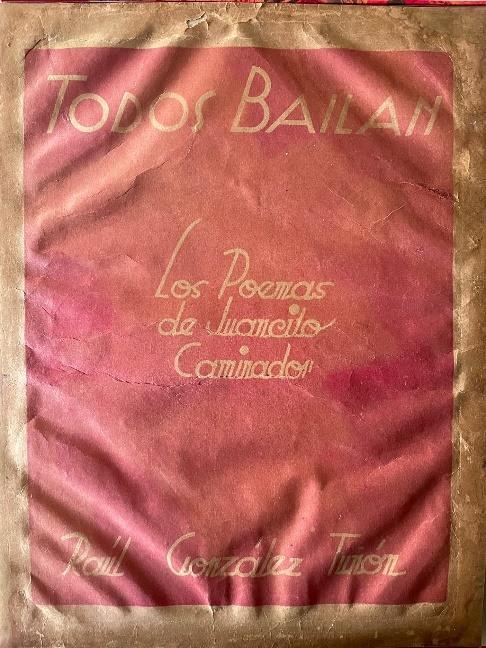 TODOS BAILAN
Los Poemas
de Juancito
Caminador
Raúl González Tuñón